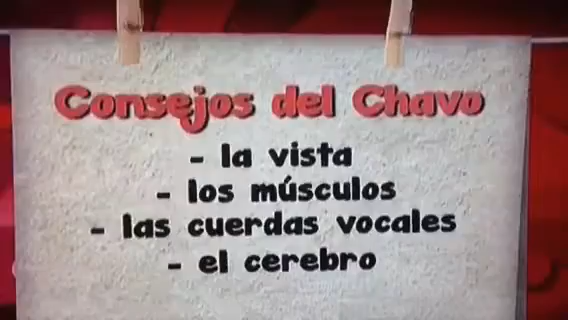 Consejos del Chavo
- la vista
- los músculos
- las cuerdas vocales
- el cerebro